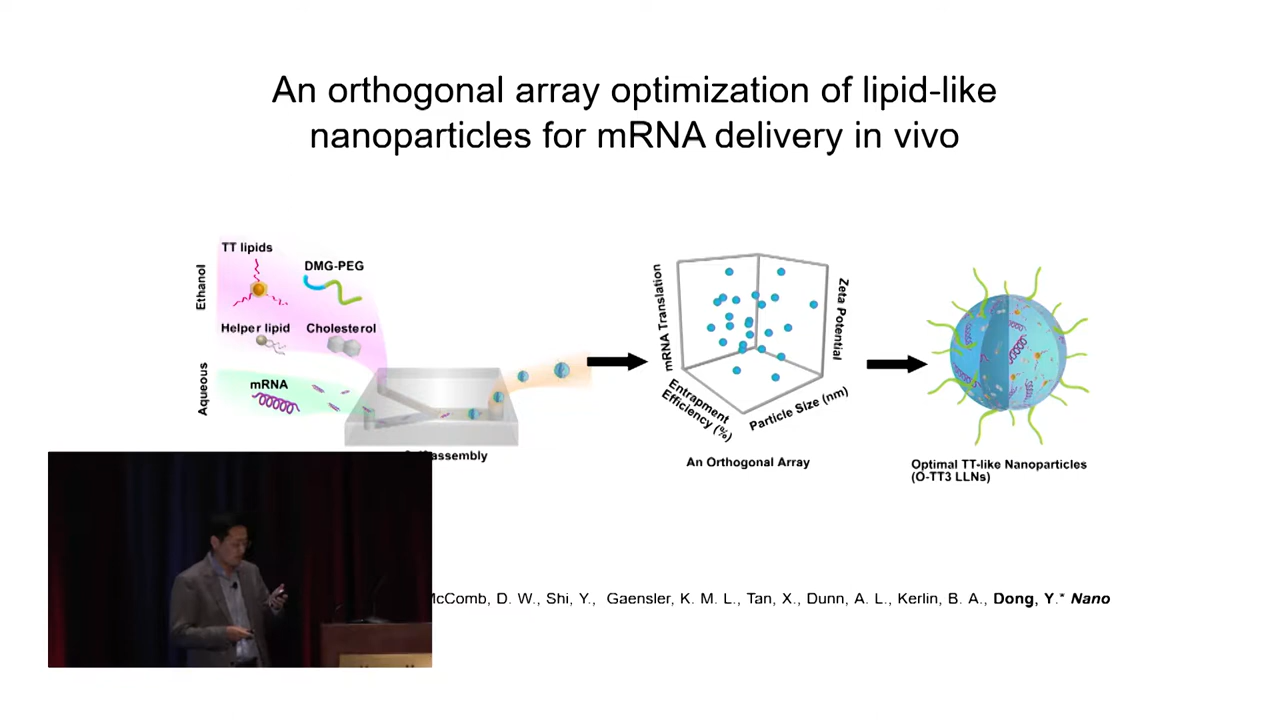 An orthogonal array optimization of lipid-like
nanoparticles for mRNA delivery in vivo
TT lipids
DMG-PEG
Ethanol
Helper lipid
Cholesterol
Aqueous
mRNA
assembly
mRNA Translation
Zeta Potential
Entrapment
Efficiency (%)
Particle Size (nm)
An Orthogonal Array
Optimal TT-like Nanoparticles
(O-TT3 LLNs)
McComb, D. W., Shi, Y., Gaensler, K. M. L., Tan, X., Dunn, A. L., Kerlin, B. A., Dong, Y.* Nano